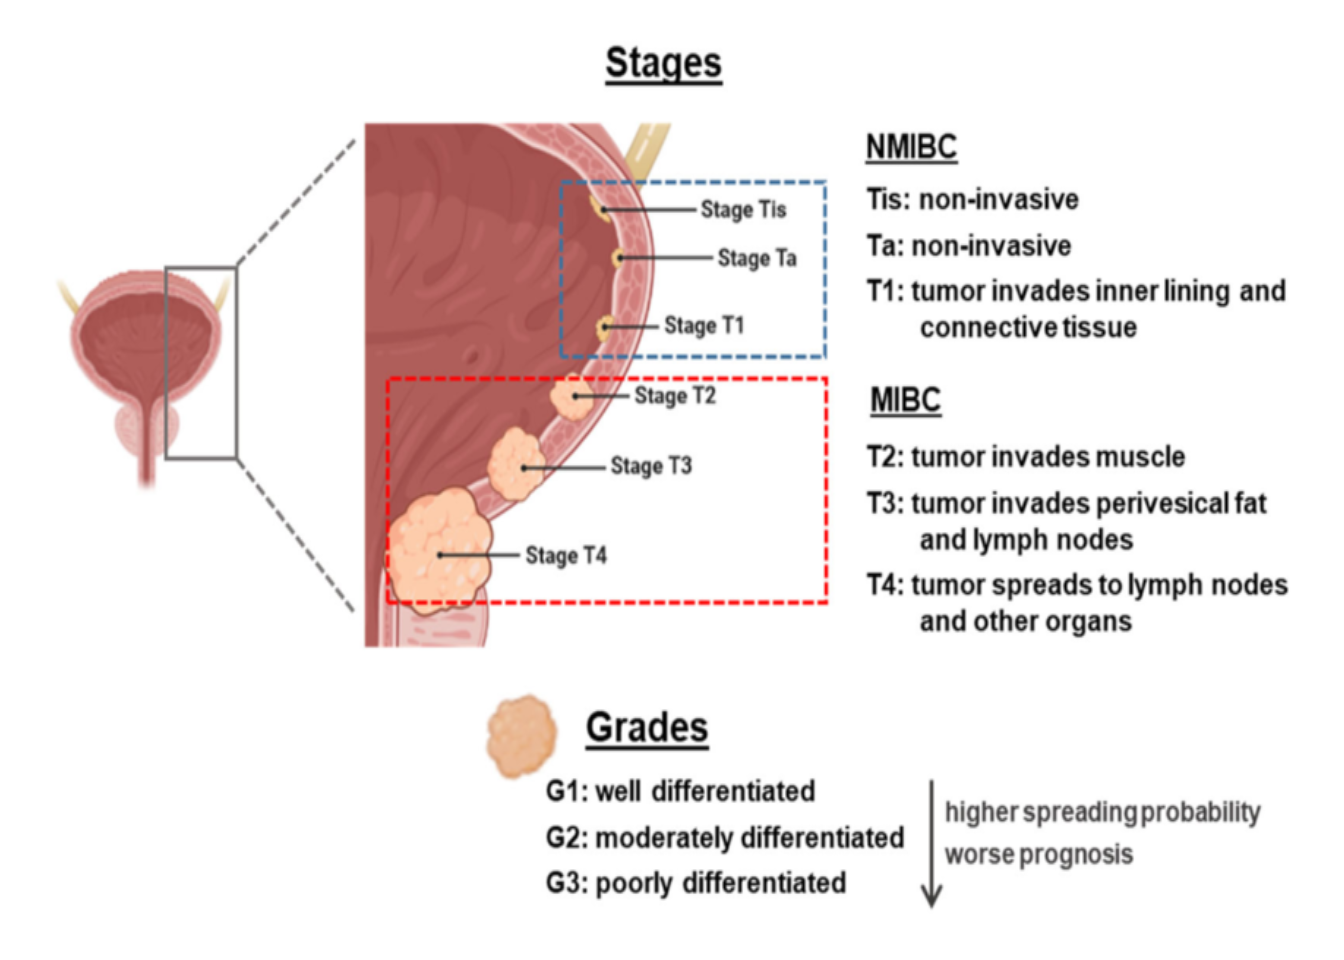 Stages
Stage Tis
Stage Ta
Stage T1
Stage T2
Stage T3
Stage T4
NMIBC
Tis: non-invasive
Ta: non-invasive
T1: tumor invades inner lining and
connective tissue
MIBC
T2: tumor invades muscle
T3: tumor invades perivesical fat
and lymph nodes
T4: tumor spreads to lymph nodes
and other organs
Grades
G1: well differentiated
G2: moderately differentiated
G3: poorly differentiated
higher spreading probability
worse prognosis